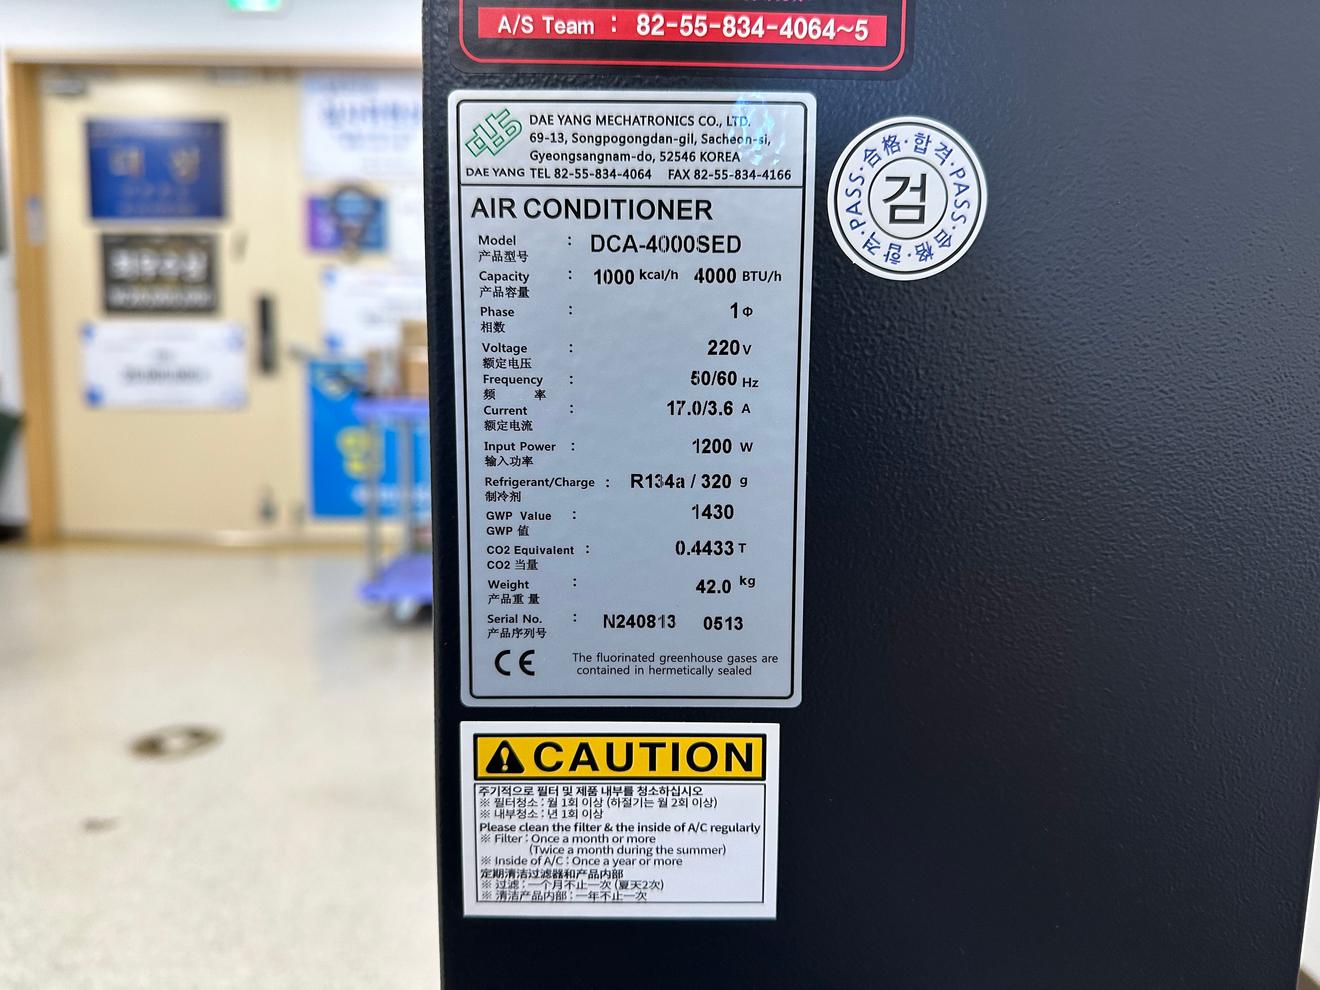 A/S Team : 82-55-834-4064~5
DAE YANG MECHATRONICS CO., LTD.
69-13, Songpogongdan-gil, Sacheon-si,
Gyeongsangnam-do, 52546 KOREA
DAE YANG TEL 82-55-834-4064 FAX 82-55-834-4166
AIR CONDITIONER
Model : DCA-4000SED
产品型号
Capacity : 1000 kcal/h 4000 BTU/h
产品容量
Phase : 1Φ
相数
Voltage : 220 V
额定电压
Frequency : 50/60 Hz
频 率
Current : 17.0/3.6 A
额定电流
Input Power : 1200 W
输入功率
Refrigerant/Charge : R134a / 320 g
制冷剂
GWP Value : 1430
GWP 値
CO2 Equivalent : 0.4433 T
CO2 当量
Weight : 42.0 kg
产品重 量
Serial No. : N240813 0513
产品序列号
CE The fluorinated greenhouse gases are
contained in hermetically sealed
합격·PASS·合格·합격·PASS·合格
검
CAUTION
주기적으로 필터 및 제품 내부를 청소하십시오
※ 필터청소 : 월 1회 이상 (하절기는 월 2회 이상)
※ 내부청소 : 년 1회 이상
Please clean the filter & the inside of A/C regularly
※ Filter : Once a month or more
(Twice a month during the summer)
※ Inside of A/C : Once a year or more
定期清洁过滤器和产品内部
※ 过滤 : 一个月不止一次 (夏天2次)
※ 清洁产品内部 : 一年不止一次